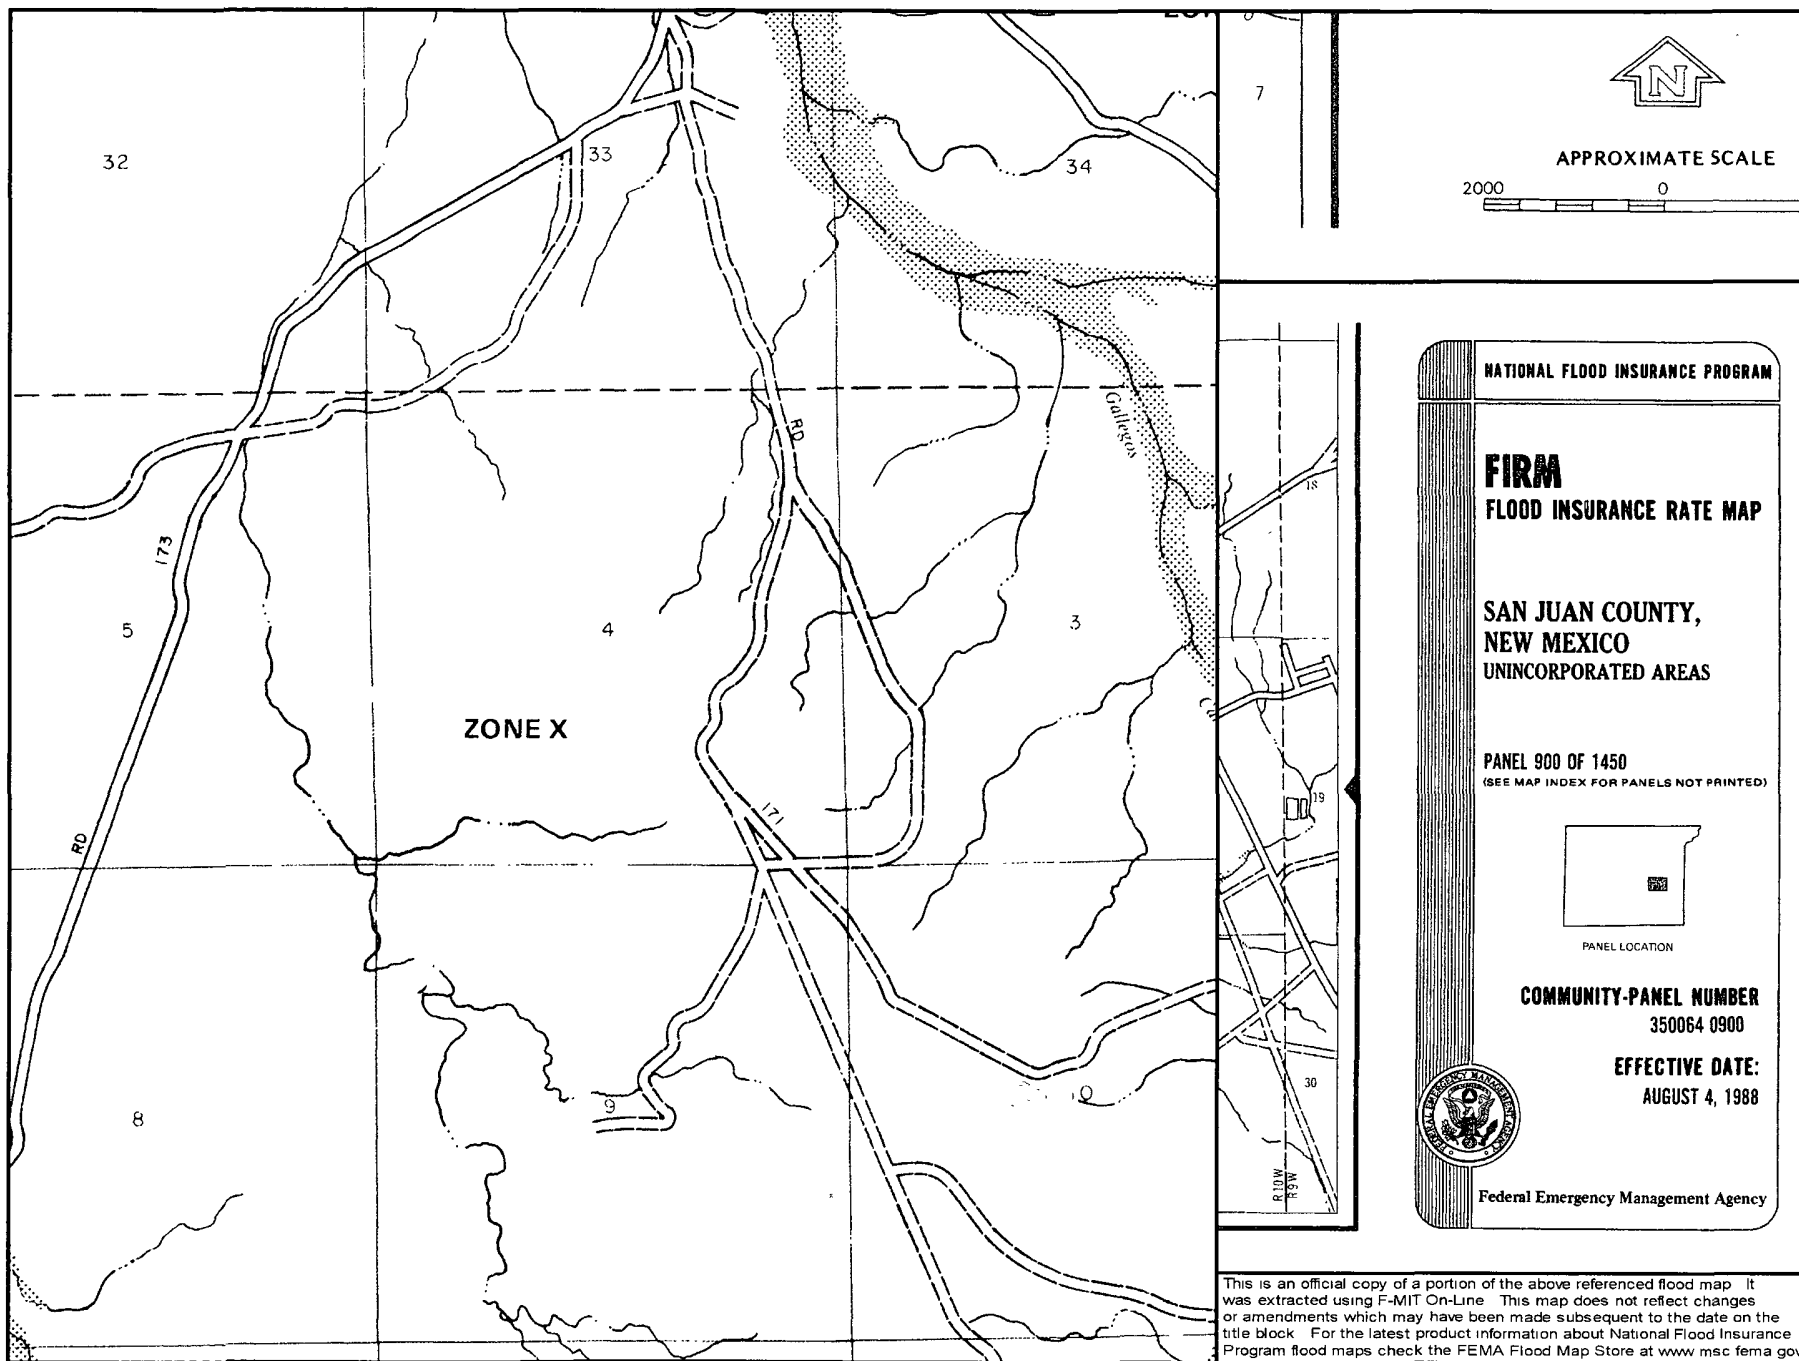 32
33
34
7
N
APPROXIMATE SCALE
2000 0
RD
Gallegos
18
173
5
4
3
ZONE X
171
RD
19
8
9
30
R10W
R9W
NATIONAL FLOOD INSURANCE PROGRAM
FIRM
FLOOD INSURANCE RATE MAP
SAN JUAN COUNTY,
NEW MEXICO
UNINCORPORATED AREAS
PANEL 900 OF 1450
(SEE MAP INDEX FOR PANELS NOT PRINTED)
PANEL LOCATION
COMMUNITY-PANEL NUMBER
350064 0900
EFFECTIVE DATE:
AUGUST 4, 1988
FEDERAL EMERGENCY MANAGEMENT AGENCY
Federal Emergency Management Agency
This is an official copy of a portion of the above referenced flood map It
was extracted using F-MIT On-Line This map does not reflect changes
or amendments which may have been made subsequent to the date on the
title block For the latest product information about National Flood Insurance
Program flood maps check the FEMA Flood Map Store at www msc fema gov